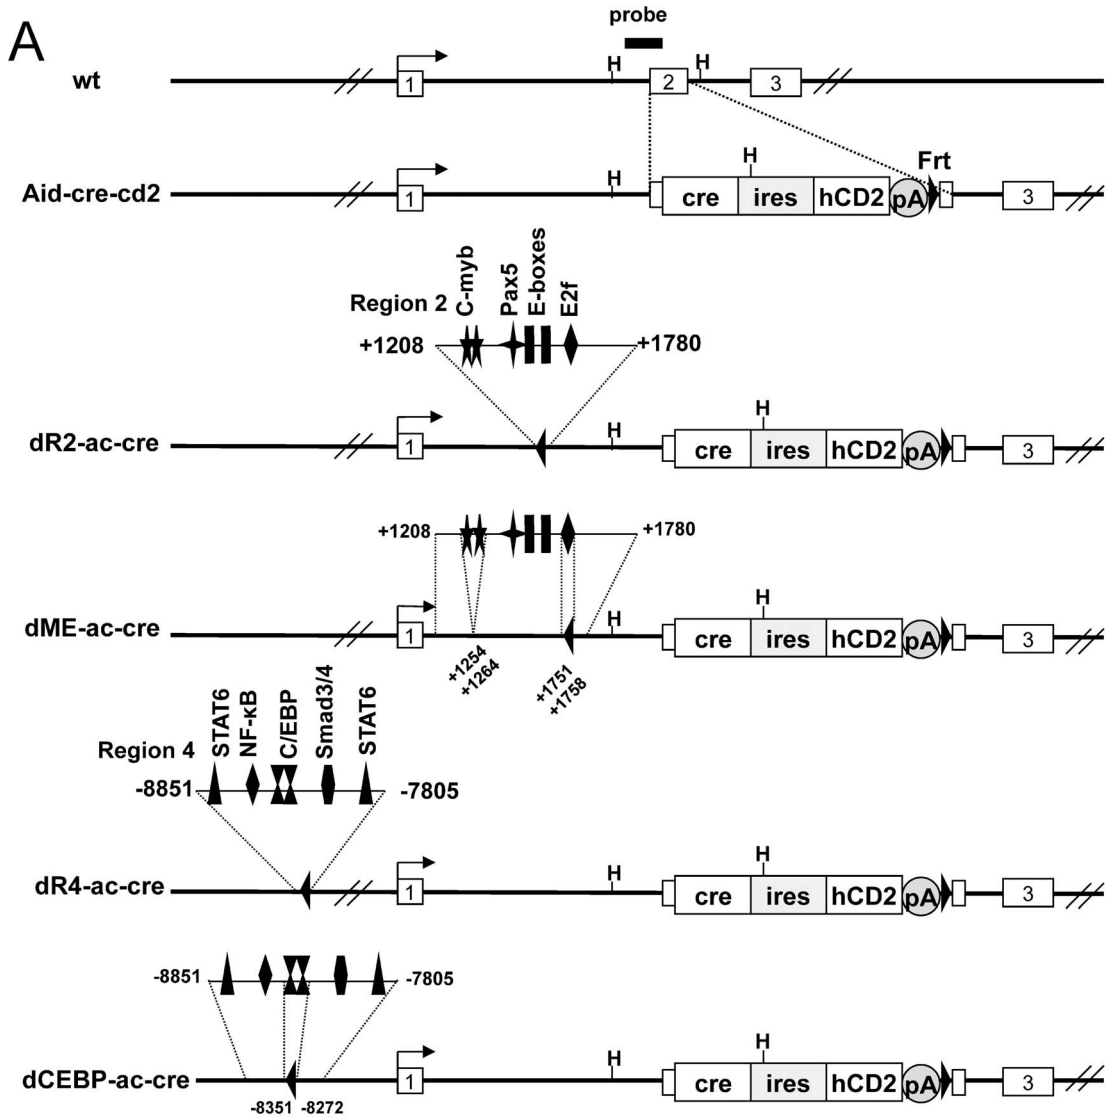 A
probe
wt
1
H
2
H
3
Aid-cre-cd2
1
H
H
cre
ires
hCD2
pA
Frt
3
Region 2
C-myb
Pax5
E-boxes
E2f
+1208
+1780
dR2-ac-cre
1
H
H
cre
ires
hCD2
pA
3
+1208
+1780
dME-ac-cre
1
H
H
cre
ires
hCD2
pA
3
+1254
+1264
+1751
+1758
Region 4
STAT6
NF-κB
C/EBP
Smad3/4
STAT6
-8851
-7805
dR4-ac-cre
1
H
H
cre
ires
hCD2
pA
3
-8851
-7805
dCEBP-ac-cre
1
H
H
cre
ires
hCD2
pA
3
-8351
-8272